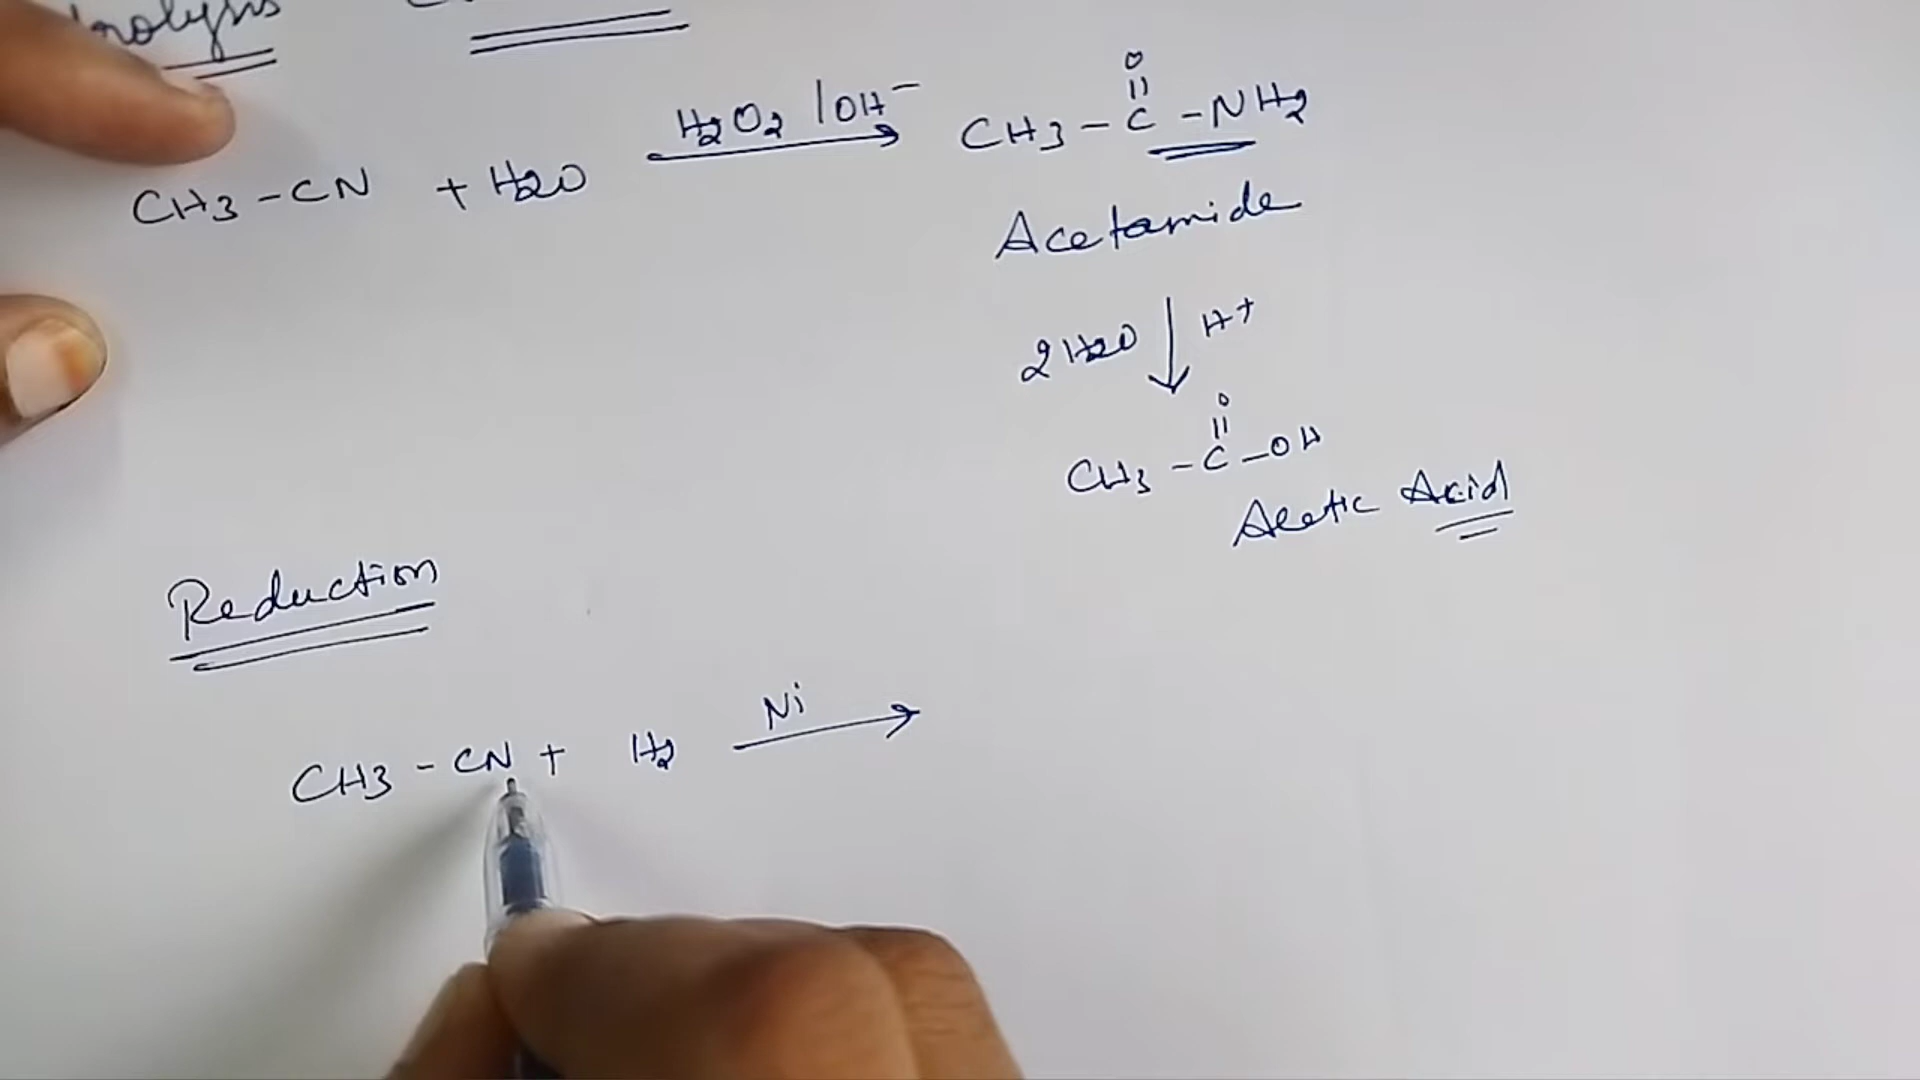 H2O2 /OH-
CH3-CN + H2O → CH3-C-NH2
O
Acetamide
2H2O ↓ H+
O
CH3-C-OH
Acetic Acid
Reduction
Ni
CH3-CN + H2 →